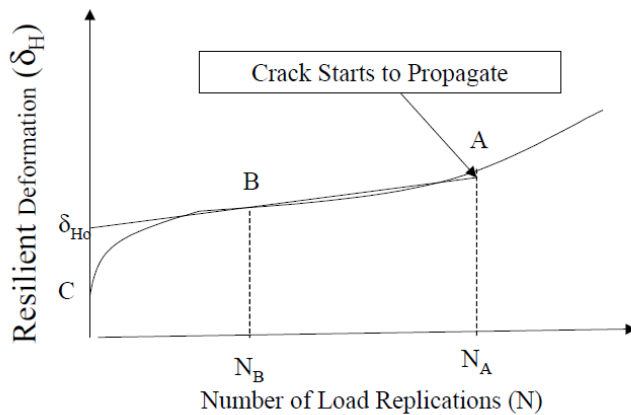 Resilient Deformation (δH)
Crack Starts to Propagate
A
B
δHo
C
NB
NA
Number of Load Replications (N)